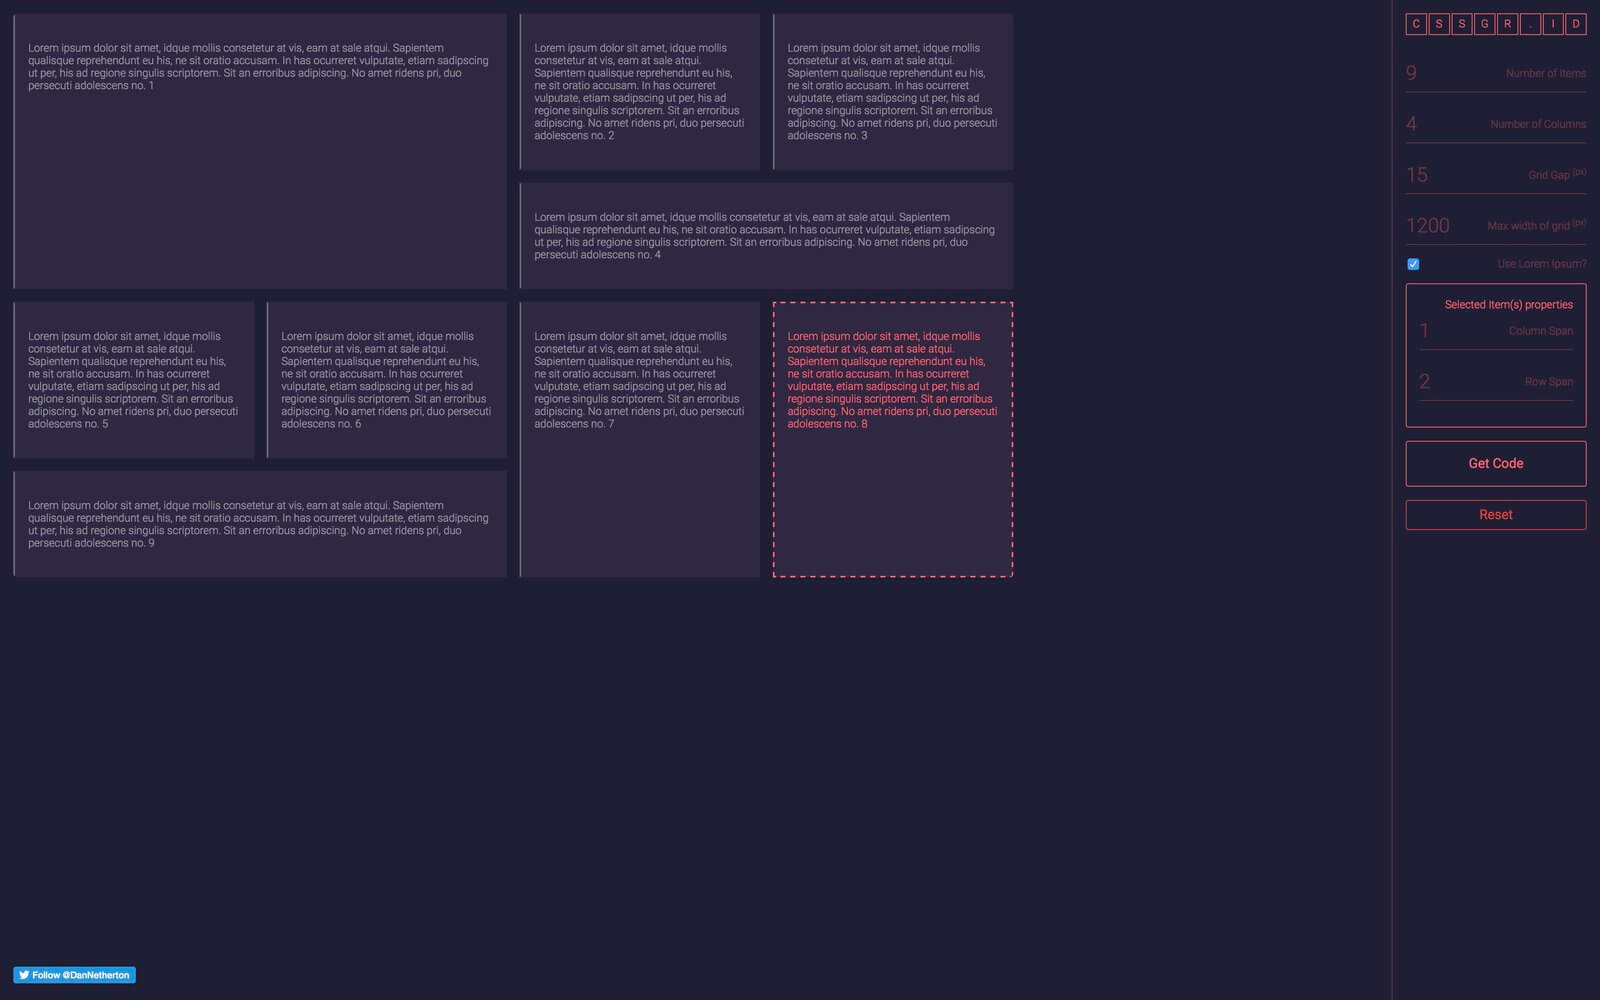 Lorem ipsum dolor sit amet, idque mollis consetetur at vis, eam at sale atqui. Sapientem
qualisque reprehendunt eu his, ne sit oratio accusam. In has ocurreret vulputate, etiam sadipscing
ut per, his ad regione singulis scriptorem. Sit an erroribus adipiscing. No amet ridens pri, duo
persecuti adolescens no. 1
Lorem ipsum dolor sit amet, idque mollis
consetetur at vis, eam at sale atqui.
Sapientem qualisque reprehendunt eu his,
ne sit oratio accusam. In has ocurreret
vulputate, etiam sadipscing ut per, his ad
regione singulis scriptorem. Sit an erroribus
adipiscing. No amet ridens pri, duo persecuti
adolescens no. 2
Lorem ipsum dolor sit amet, idque mollis
consetetur at vis, eam at sale atqui.
Sapientem qualisque reprehendunt eu his,
ne sit oratio accusam. In has ocurreret
vulputate, etiam sadipscing ut per, his ad
regione singulis scriptorem. Sit an erroribus
adipiscing. No amet ridens pri, duo persecuti
adolescens no. 3
Lorem ipsum dolor sit amet, idque mollis consetetur at vis, eam at sale atqui. Sapientem
qualisque reprehendunt eu his, ne sit oratio accusam. In has ocurreret vulputate, etiam sadipscing
ut per, his ad regione singulis scriptorem. Sit an erroribus adipiscing. No amet ridens pri, duo
persecuti adolescens no. 4
Lorem ipsum dolor sit amet, idque mollis
consetetur at vis, eam at sale atqui.
Sapientem qualisque reprehendunt eu his,
ne sit oratio accusam. In has ocurreret
vulputate, etiam sadipscing ut per, his ad
regione singulis scriptorem. Sit an erroribus
adipiscing. No amet ridens pri, duo persecuti
adolescens no. 5
Lorem ipsum dolor sit amet, idque mollis
consetetur at vis, eam at sale atqui.
Sapientem qualisque reprehendunt eu his,
ne sit oratio accusam. In has ocurreret
vulputate, etiam sadipscing ut per, his ad
regione singulis scriptorem. Sit an erroribus
adipiscing. No amet ridens pri, duo persecuti
adolescens no. 6
Lorem ipsum dolor sit amet, idque mollis
consetetur at vis, eam at sale atqui.
Sapientem qualisque reprehendunt eu his,
ne sit oratio accusam. In has ocurreret
vulputate, etiam sadipscing ut per, his ad
regione singulis scriptorem. Sit an erroribus
adipiscing. No amet ridens pri, duo persecuti
adolescens no. 7
Lorem ipsum dolor sit amet, idque mollis
consetetur at vis, eam at sale atqui.
Sapientem qualisque reprehendunt eu his,
ne sit oratio accusam. In has ocurreret
vulputate, etiam sadipscing ut per, his ad
regione singulis scriptorem. Sit an erroribus
adipiscing. No amet ridens pri, duo persecuti
adolescens no. 8
Lorem ipsum dolor sit amet, idque mollis consetetur at vis, eam at sale atqui. Sapientem
qualisque reprehendunt eu his, ne sit oratio accusam. In has ocurreret vulputate, etiam sadipscing
ut per, his ad regione singulis scriptorem. Sit an erroribus adipiscing. No amet ridens pri, duo
persecuti adolescens no. 9
Follow @DanNetherton
C S S G R . I D
9 Number of Items
4 Number of Columns
15 Grid Gap (px)
1200 Max width of grid (px)
Use Lorem Ipsum?
Selected Item(s) properties
1 Column Span
2 Row Span
Get Code
Reset